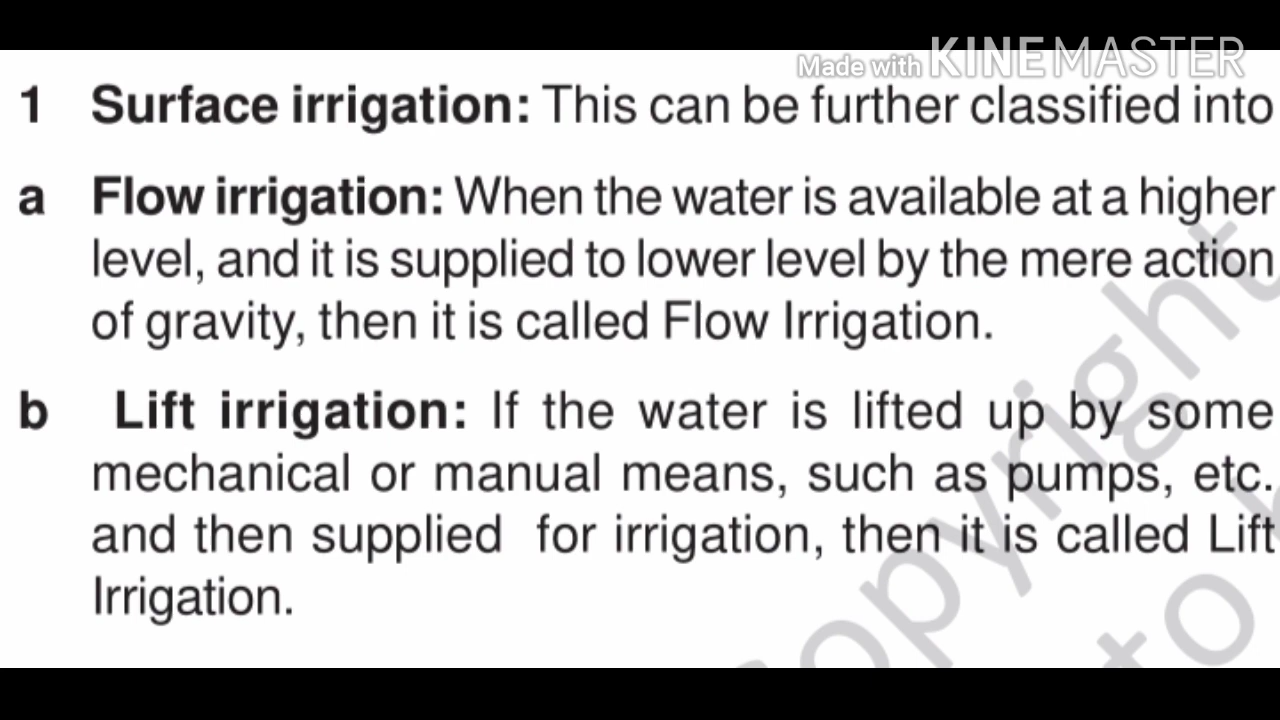 Made with KINEMASTER
1 Surface irrigation: This can be further classified into
a Flow irrigation: When the water is available at a higher
level, and it is supplied to lower level by the mere action
of gravity, then it is called Flow Irrigation.
b Lift irrigation: If the water is lifted up by some
mechanical or manual means, such as pumps, etc.
and then supplied for irrigation, then it is called Lift
Irrigation.
opyright
to